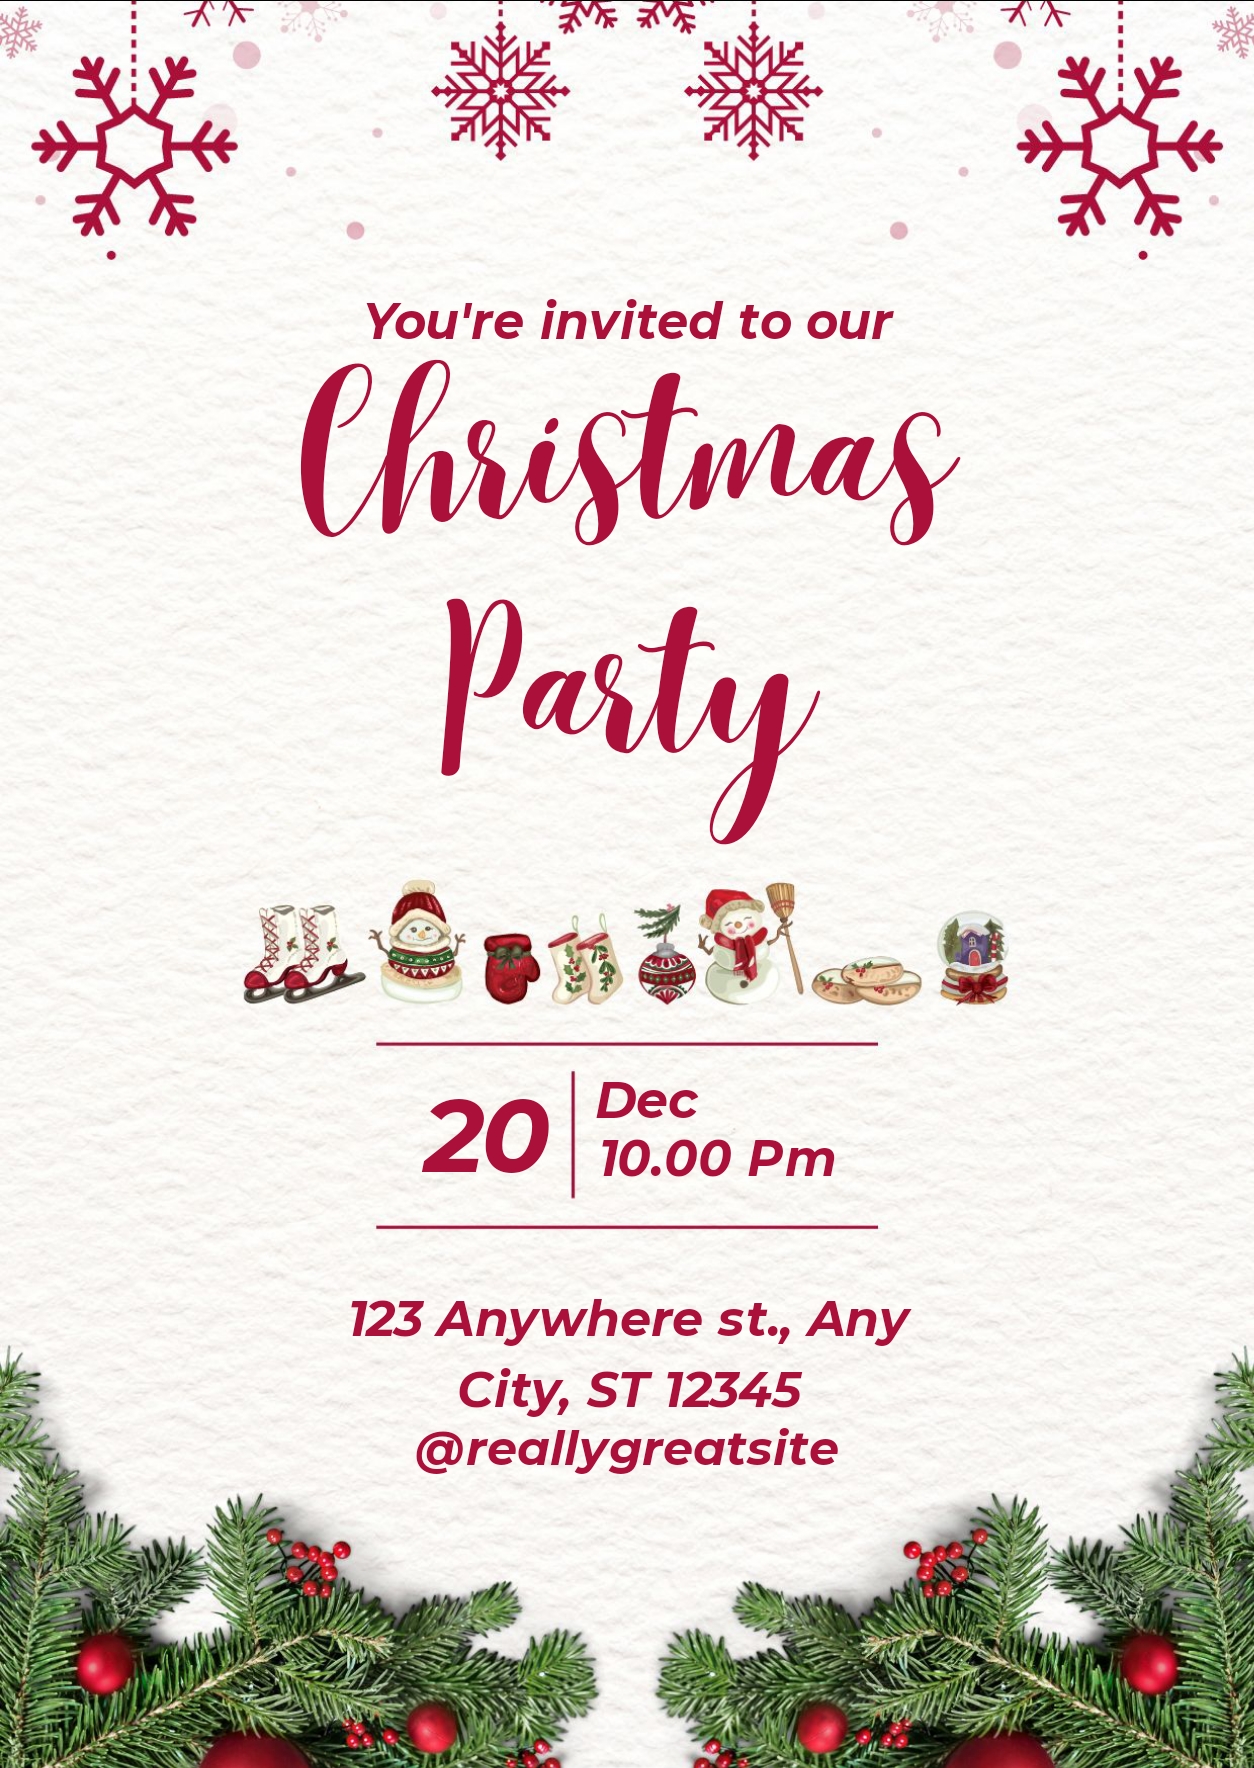 You're invited to our
Christmas
Party
20
Dec
10.00 Pm
123 Anywhere st., Any
City, ST 12345
@reallygreatsite